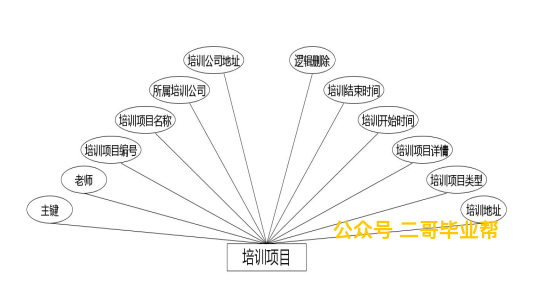 培训公司地址 逻辑删除
所属培训公司 培训结束时间
培训项目名称 培训开始时间
培训项目编号 培训项目详情
老师 培训项目类型
主键 培训地址
公众号 二哥毕业帮
培训项目